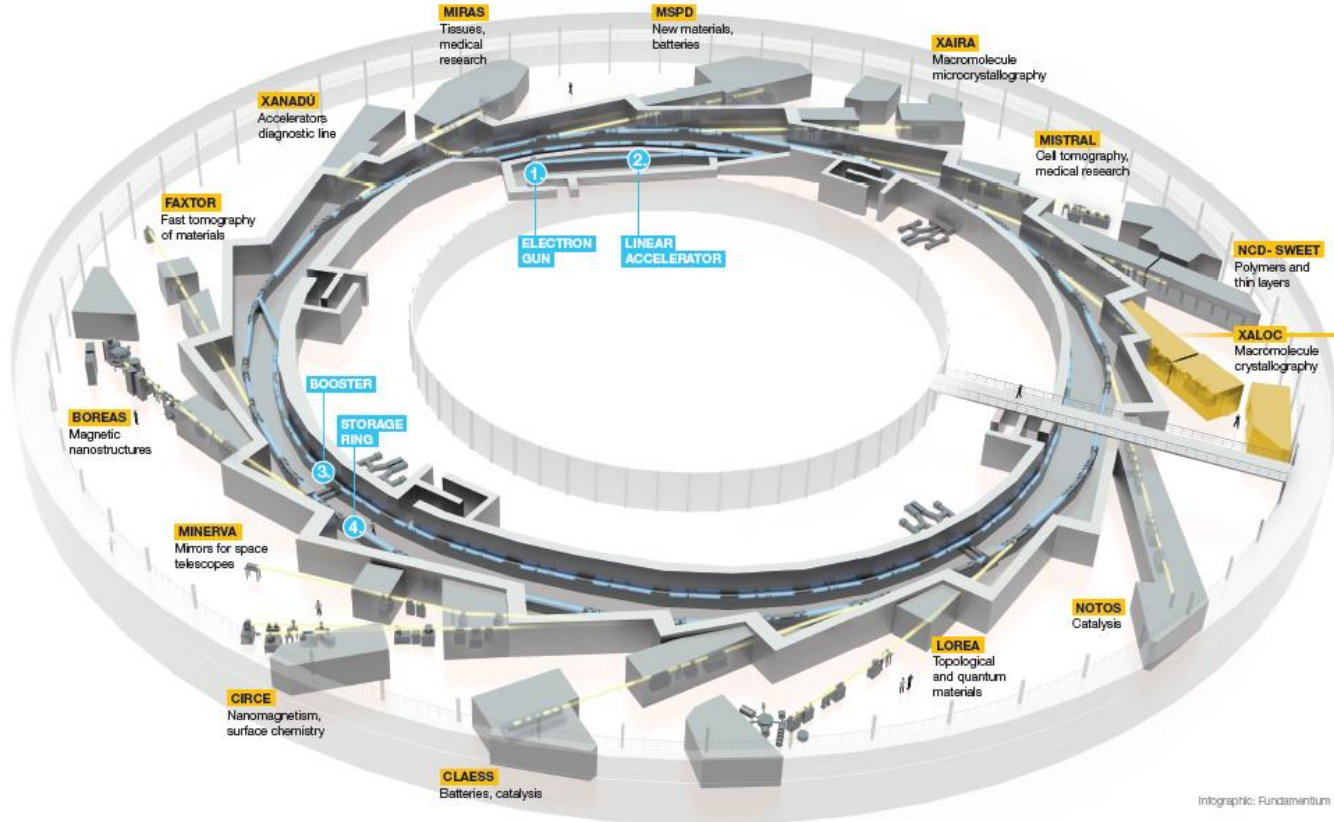 MIRAS
Tissues,
medical
research
MSPD
New materials,
batteries
XAIRA
Macromolecule
microcrystallography
XANADÚ
Accelerators
diagnostic line
MISTRAL
Cell tomography,
medical research
FAXTOR
Fast tomography
of materials
1.
2.
ELECTRON
GUN
LINEAR
ACCELERATOR
NCD- SWEET
Polymers and
thin layers
XALOC
Macromolecule
crystallography
BOOSTER
STORAGE
RING
BOREAS
Magnetic
nanostructures
3.
4.
MINERVA
Mirrors for space
telescopes
NOTOS
Catalysis
LOREA
Topological
and quantum
materials
CIRCE
Nanomagnetism,
surface chemistry
CLAESS
Batteries, catalysis
Infographic: Fundamentium